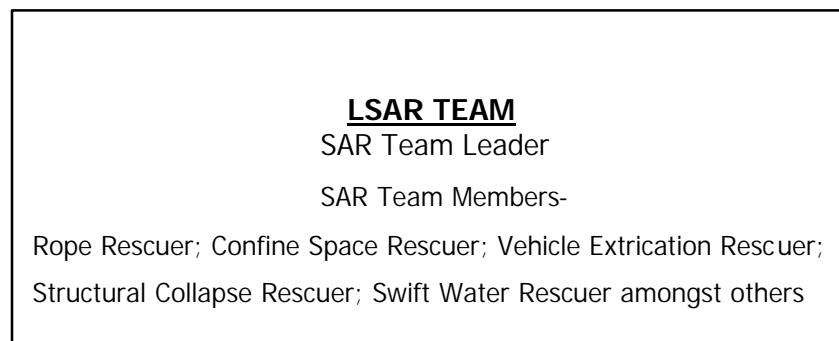 LSAR TEAM
SAR Team Leader
SAR Team Members-
Rope Rescuer; Confine Space Rescuer; Vehicle Extrication Rescuer;
Structural Collapse Rescuer; Swift Water Rescuer amongst others